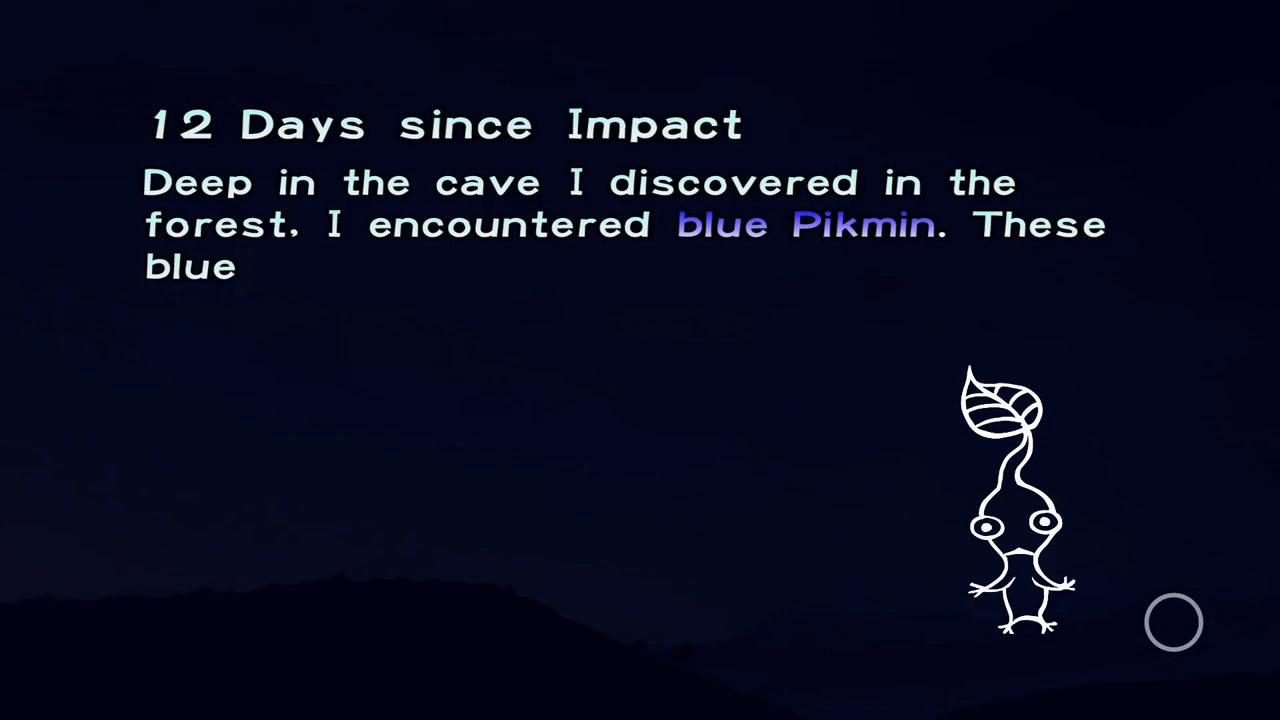 12 Days since Impact
Deep in the cave I discovered in the
forest, I encountered blue Pikmin. These
blue